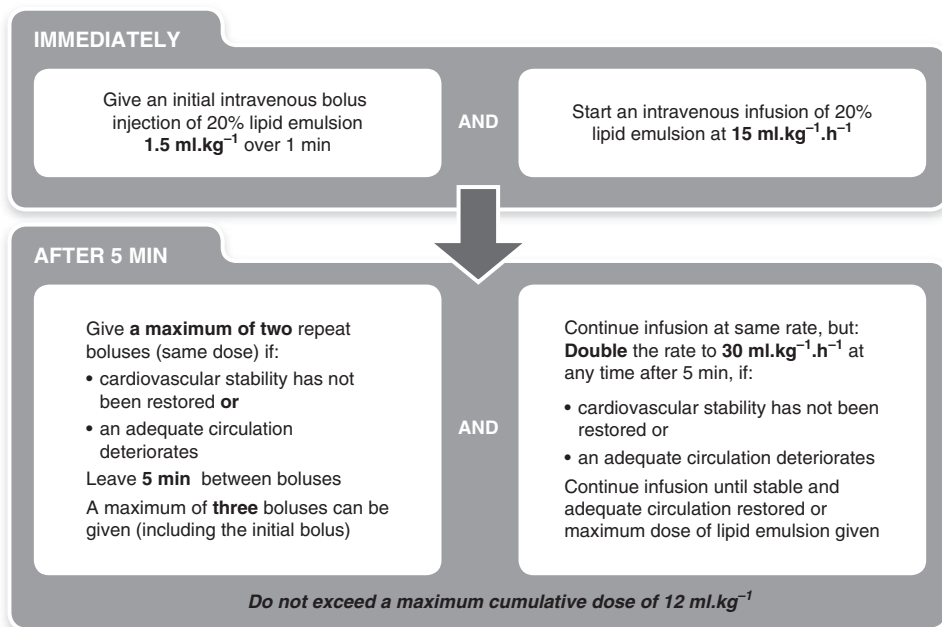 IMMEDIATELY
Give an initial intravenous bolus
injection of 20% lipid emulsion
1.5 ml.kg⁻¹ over 1 min
AND
Start an intravenous infusion of 20%
lipid emulsion at 15 ml.kg⁻¹.h⁻¹
AFTER 5 MIN
Give a maximum of two repeat
boluses (same dose) if:
• cardiovascular stability has not
been restored or
• an adequate circulation
deteriorates
Leave 5 min between boluses
A maximum of three boluses can be
given (including the initial bolus)
AND
Continue infusion at same rate, but:
Double the rate to 30 ml.kg⁻¹.h⁻¹ at
any time after 5 min, if:
• cardiovascular stability has not been
restored or
• an adequate circulation deteriorates
Continue infusion until stable and
adequate circulation restored or
maximum dose of lipid emulsion given
Do not exceed a maximum cumulative dose of 12 ml.kg⁻¹